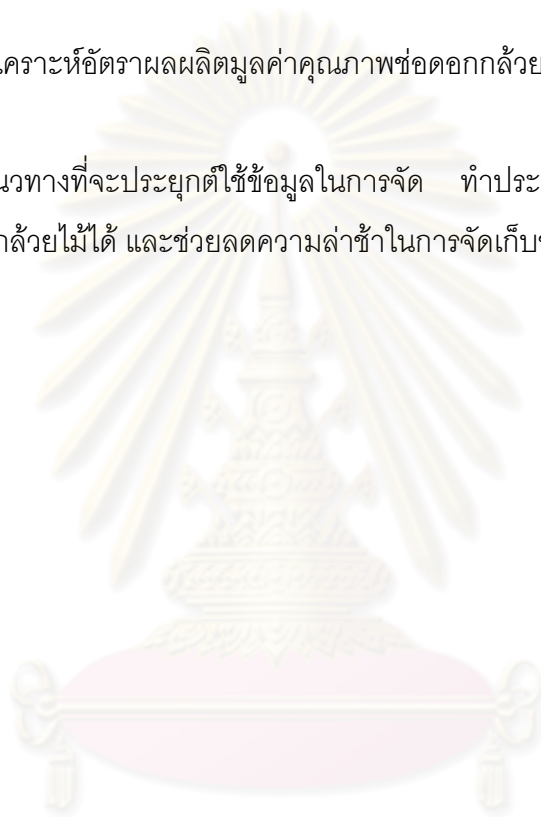 เคราะห์อัตราผลผลิตมูลค่าคุณภาพช่อดอกกล้วย
นวทางที่จะประยุกต์ใช้ข้อมูลในการจัด ทำประ
กล้วยไม้ได้ และช่วยลดความล่าช้าในการจัดเก็บ